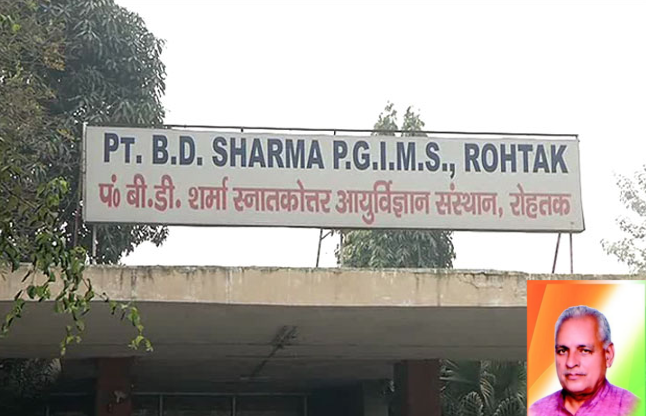 PT. B.D. SHARMA P.G.I.M.S., ROHTAK
पं० बी.डी. शर्मा स्नातकोत्तर आयुर्विज्ञान संस्थान, रोहतक